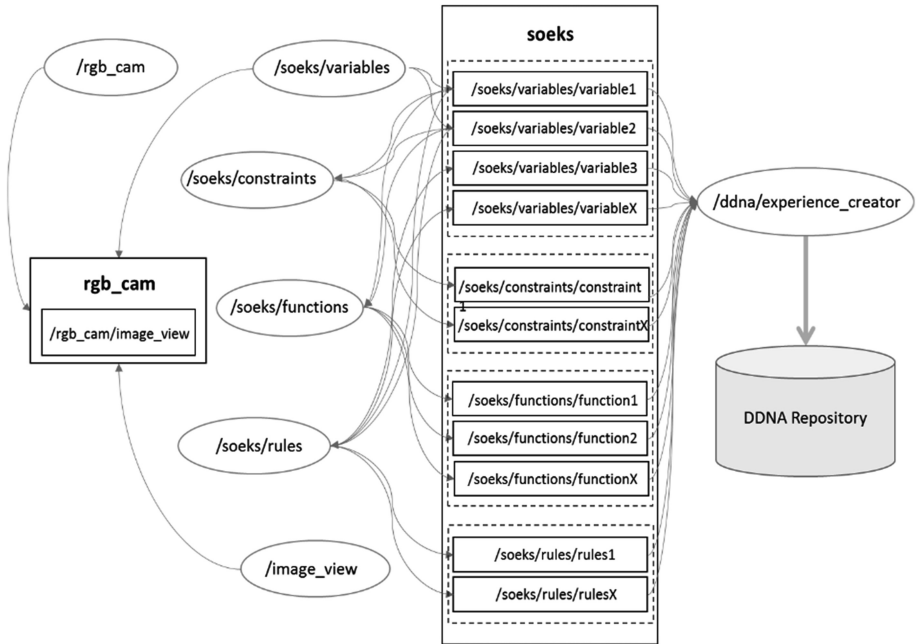 soeks
/rgb_cam
/soeks/variables
/soeks/variables/variable1
/soeks/variables/variable2
/soeks/constraints
/soeks/variables/variable3
/soeks/variables/variableX
/ddna/experience_creator
rgb_cam
/rgb_cam/image_view
/soeks/functions
/soeks/constraints/constraint
1
/soeks/constraints/constraintX
/soeks/functions/function1
/soeks/functions/function2
/soeks/functions/functionX
DDNA Repository
/soeks/rules
/soeks/rules/rules1
/soeks/rules/rulesX
/image_view